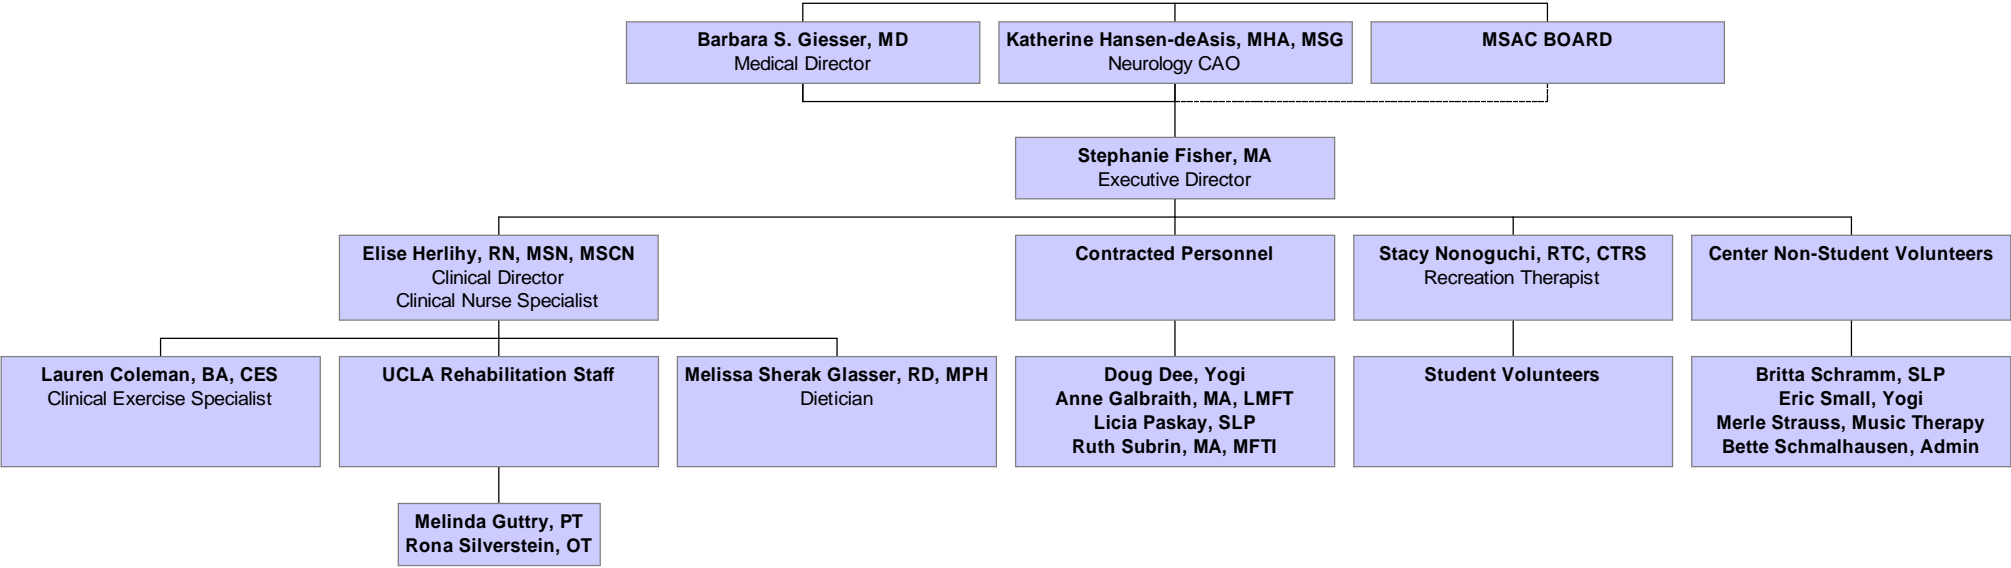 Barbara S. Giesser, MD
Medical Director
Katherine Hansen-deAsis, MHA, MSG
Neurology CAO
MSAC BOARD
Stephanie Fisher, MA
Executive Director
Elise Herlihy, RN, MSN, MSCN
Clinical Director
Clinical Nurse Specialist
Contracted Personnel
Stacy Nonoguchi, RTC, CTRS
Recreation Therapist
Center Non-Student Volunteers
Lauren Coleman, BA, CES
Clinical Exercise Specialist
UCLA Rehabilitation Staff
Melissa Sherak Glasser, RD, MPH
Dietician
Doug Dee, Yogi
Anne Galbraith, MA, LMFT
Licia Paskay, SLP
Ruth Subrin, MA, MFTI
Student Volunteers
Britta Schramm, SLP
Eric Small, Yogi
Merle Strauss, Music Therapy
Bette Schmalhausen, Admin
Melinda Guttry, PT
Rona Silverstein, OT